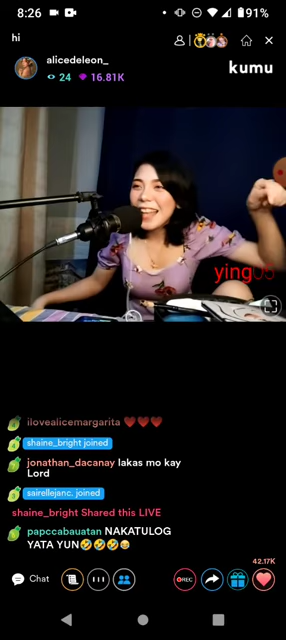 8:26
91%
hi
alicedeleon_
24 16.81K
kumu
ying05
ilovealicemargarita
shaine_bright joined
jonathan_dacanay lakas mo kay
Lord
sairellejanc. joined
shaine_bright Shared this LIVE
papccabauatan NAKATULOG
YATA YUN
42.17K
Chat
REC